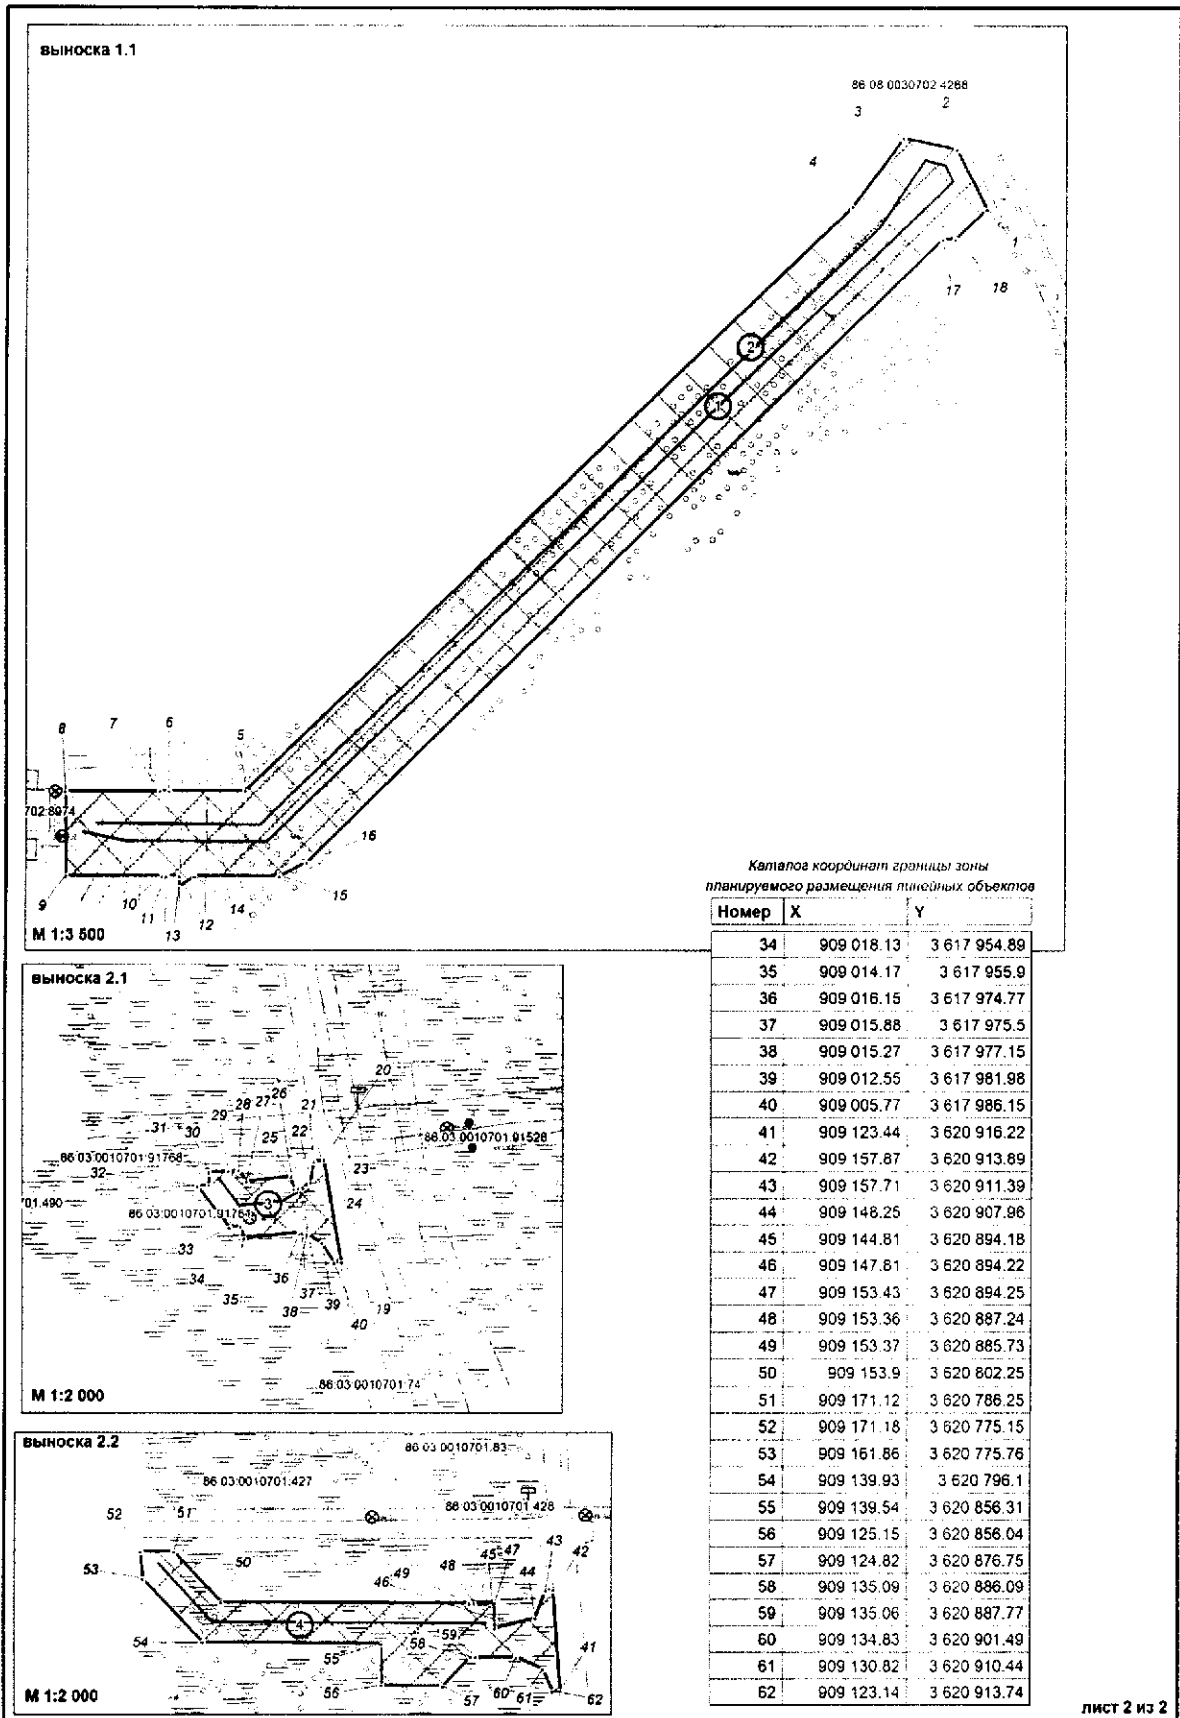 выноска 1.1
86 08 0030702 4268
2
3
4
1
17
18
2
1
8
7
6
5
702:8974
16
15
9
10
11
12
14
13
М 1:3 500
Каталог координат границы зоны
планируемого размещения линейных объектов
Номер X Y
34 909 018.13 3 617 954.89
35 909 014.17 3 617 955.9
36 909 016.15 3 617 974.77
37 909 015.88 3 617 975.5
38 909 015.27 3 617 977.15
39 909 012.55 3 617 981.98
40 909 005.77 3 617 986.15
41 909 123.44 3 620 916.22
42 909 157.87 3 620 913.89
43 909 157.71 3 620 911.39
44 909 148.25 3 620 907.96
45 909 144.81 3 620 894.18
46 909 147.81 3 620 894.22
47 909 153.43 3 620 894.25
48 909 153.36 3 620 887.24
49 909 153.37 3 620 885.73
50 909 153.9 3 620 802.25
51 909 171.12 3 620 786.25
52 909 171.18 3 620 775.15
53 909 161.86 3 620 775.76
54 909 139.93 3 620 796.1
55 909 139.54 3 620 856.31
56 909 125.15 3 620 856.04
57 909 124.82 3 620 876.75
58 909 135.09 3 620 886.09
59 909 135.06 3 620 887.77
60 909 134.83 3 620 901.49
61 909 130.82 3 620 910.44
62 909 123.14 3 620 913.74
выноска 2.1
20
26
27
28
29
21
31
30
25
22
86 03 0010701 91528
86 03 0010701 91768
32
23
01.490
3
24
33
34
36
35
37
38
39
19
40
86 03 0010701 74
М 1:2 000
выноска 2.2
86 03 0010701.83
86 03:0010701.427
86 03 0010701 428
52
51
43
42
53
50
49
46
48
45
47
44
4
54
55
58
59
41
56
57
60
61
62
М 1:2 000
лист 2 из 2